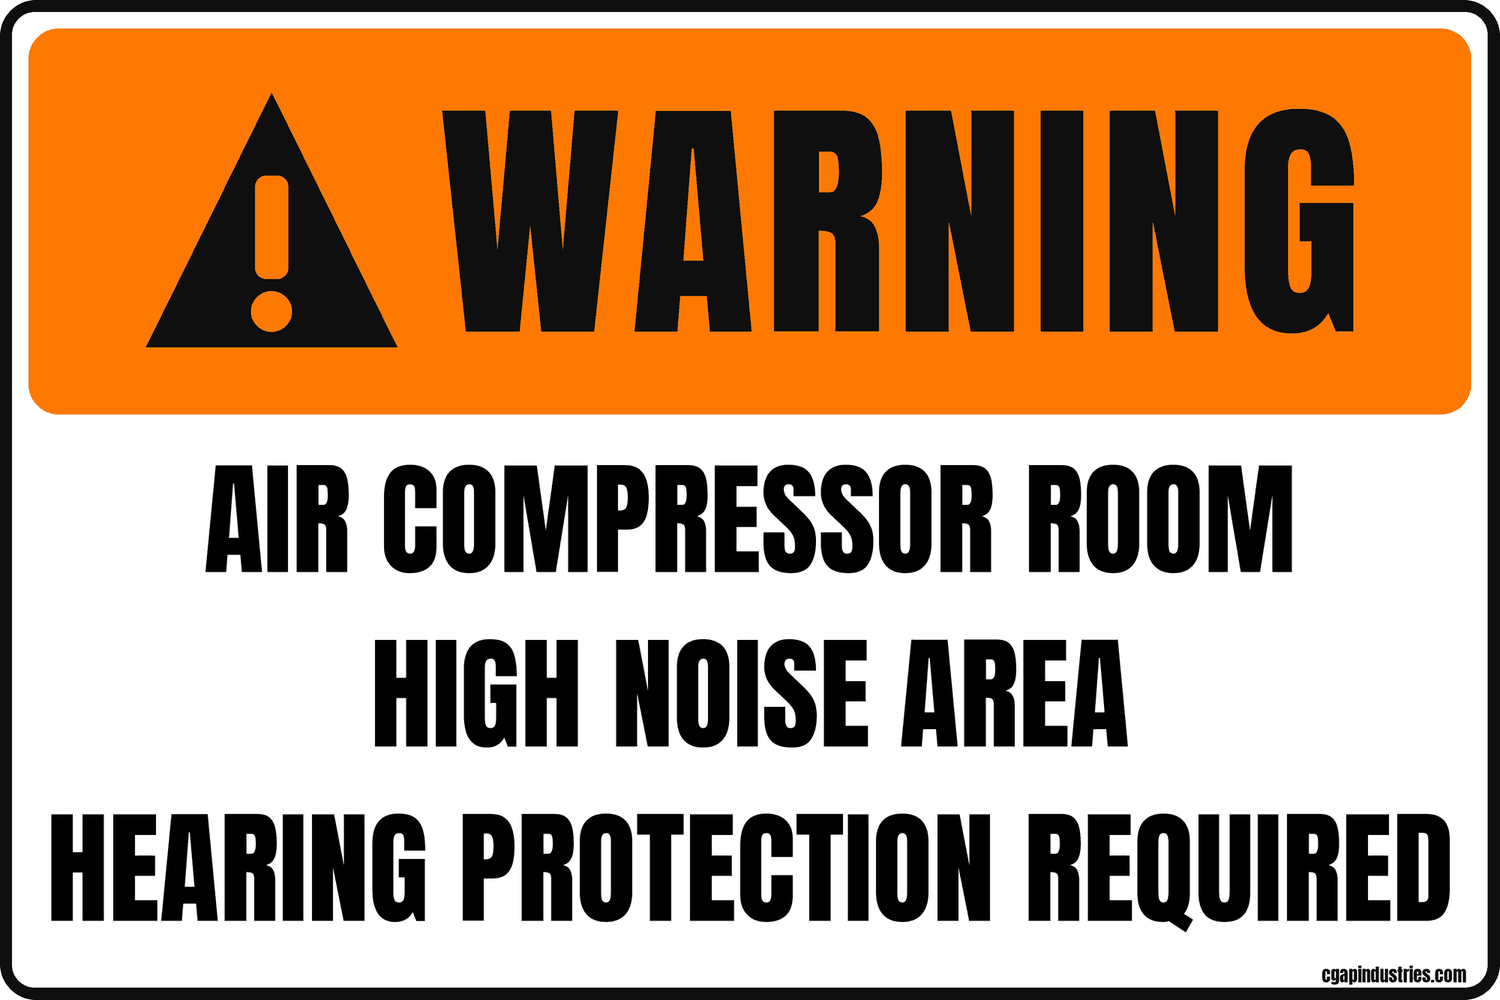 WARNING
AIR COMPRESSOR ROOM
HIGH NOISE AREA
HEARING PROTECTION REQUIRED
cgapindustries.com